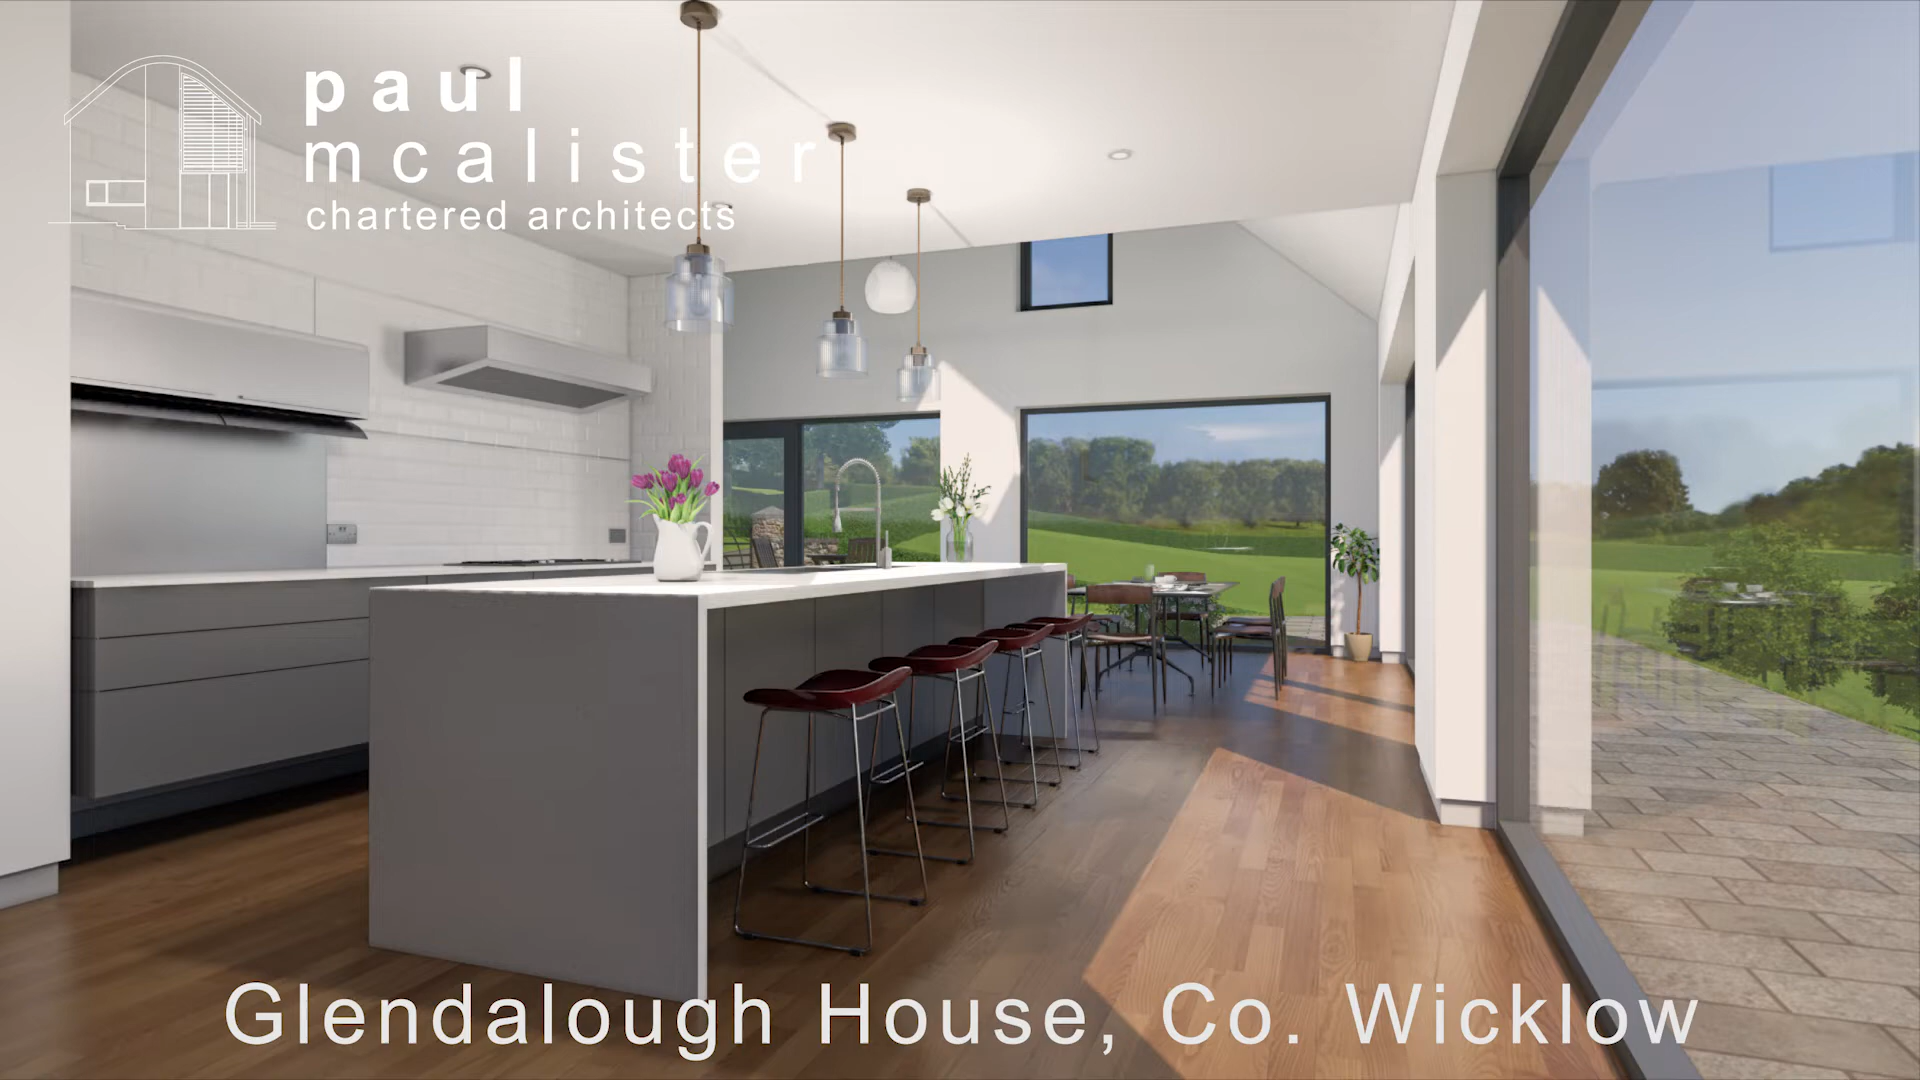 paul
mcalister
chartered architects
Glendalough House, Co. Wicklow